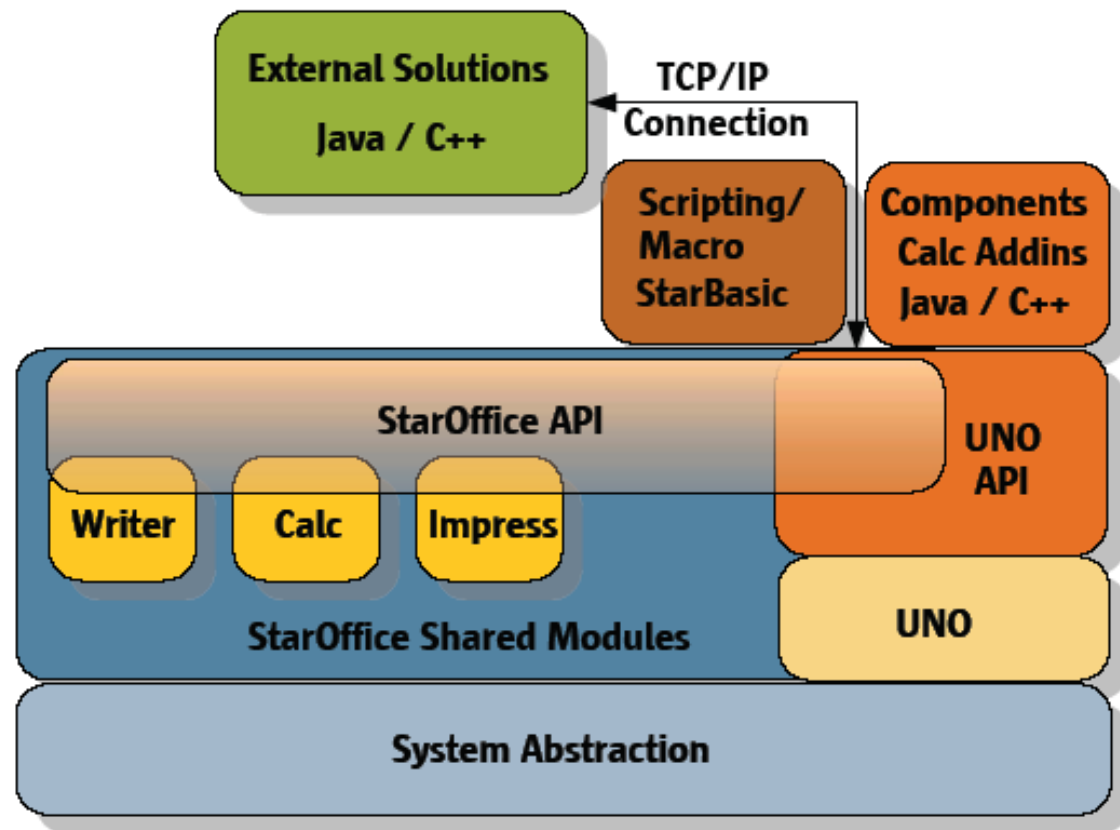 External Solutions
Java / C++
TCP/IP
Connection
Scripting/
Macro
StarBasic
Components
Calc Addins
Java / C++
StarOffice API
UNO
API
Writer
Calc
Impress
StarOffice Shared Modules
UNO
System Abstraction